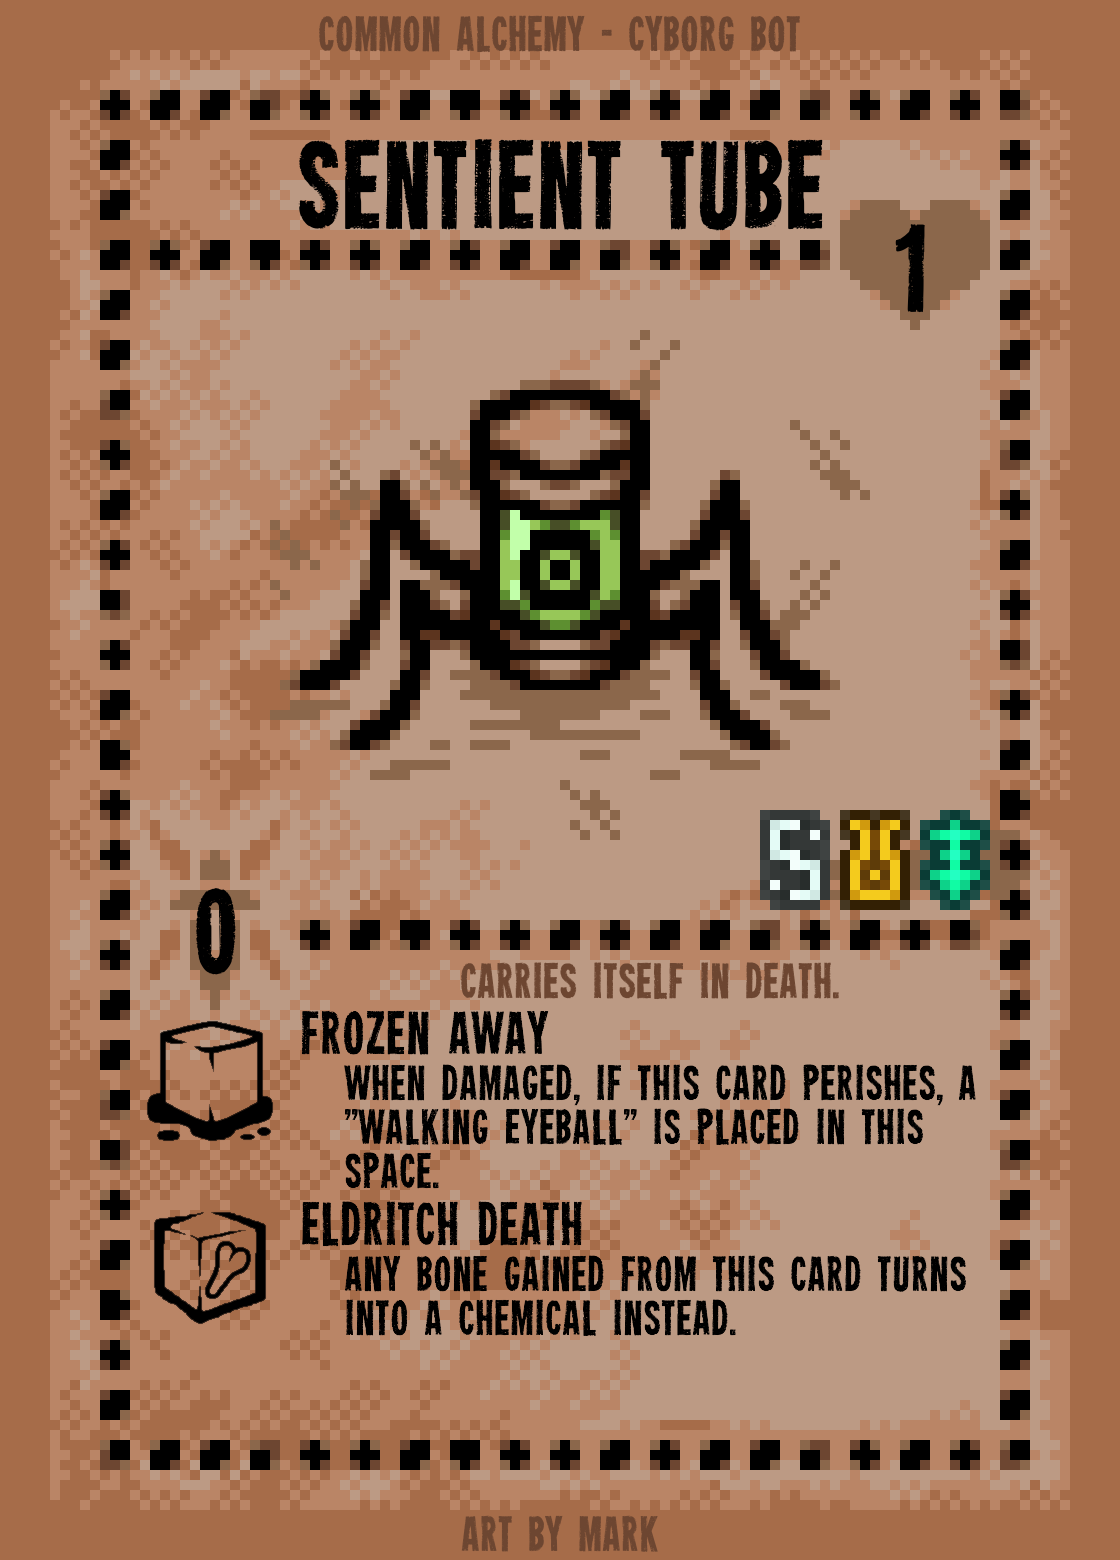 COMMON ALCHEMY - CYBORG BOT
SENTIENT TUBE
1
S
0
CARRIES ITSELF IN DEATH.
FROZEN AWAY
WHEN DAMAGED, IF THIS CARD PERISHES, A
"WALKING EYEBALL" IS PLACED IN THIS
SPACE.
ELDRITCH DEATH
ANY BONE GAINED FROM THIS CARD TURNS
INTO A CHEMICAL INSTEAD.
ART BY MARK